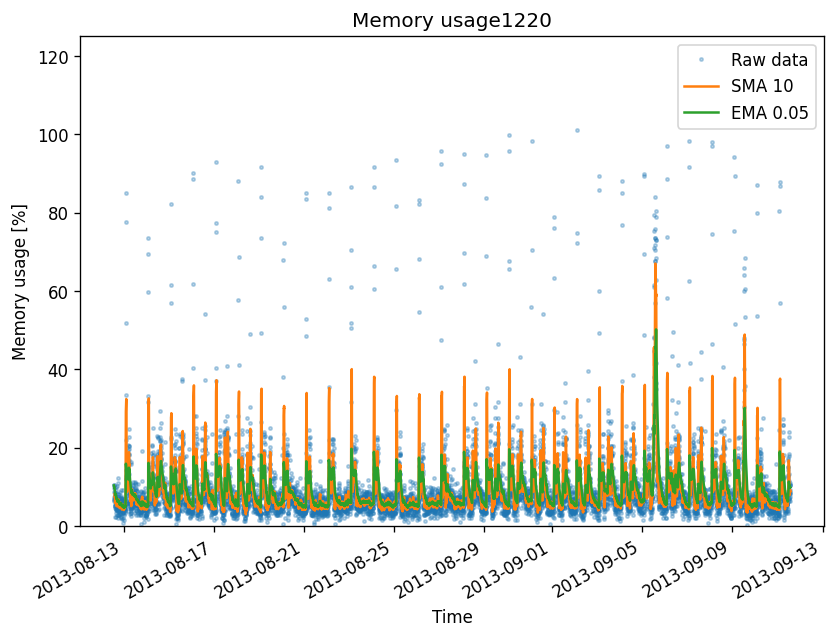 Memory usage1220
Raw data
SMA 10
EMA 0.05
Memory usage [%]
120
100
80
60
40
20
0
2013-08-13
2013-08-17
2013-08-21
2013-08-25
2013-08-29
2013-09-01
2013-09-05
2013-09-09
2013-09-13
Time